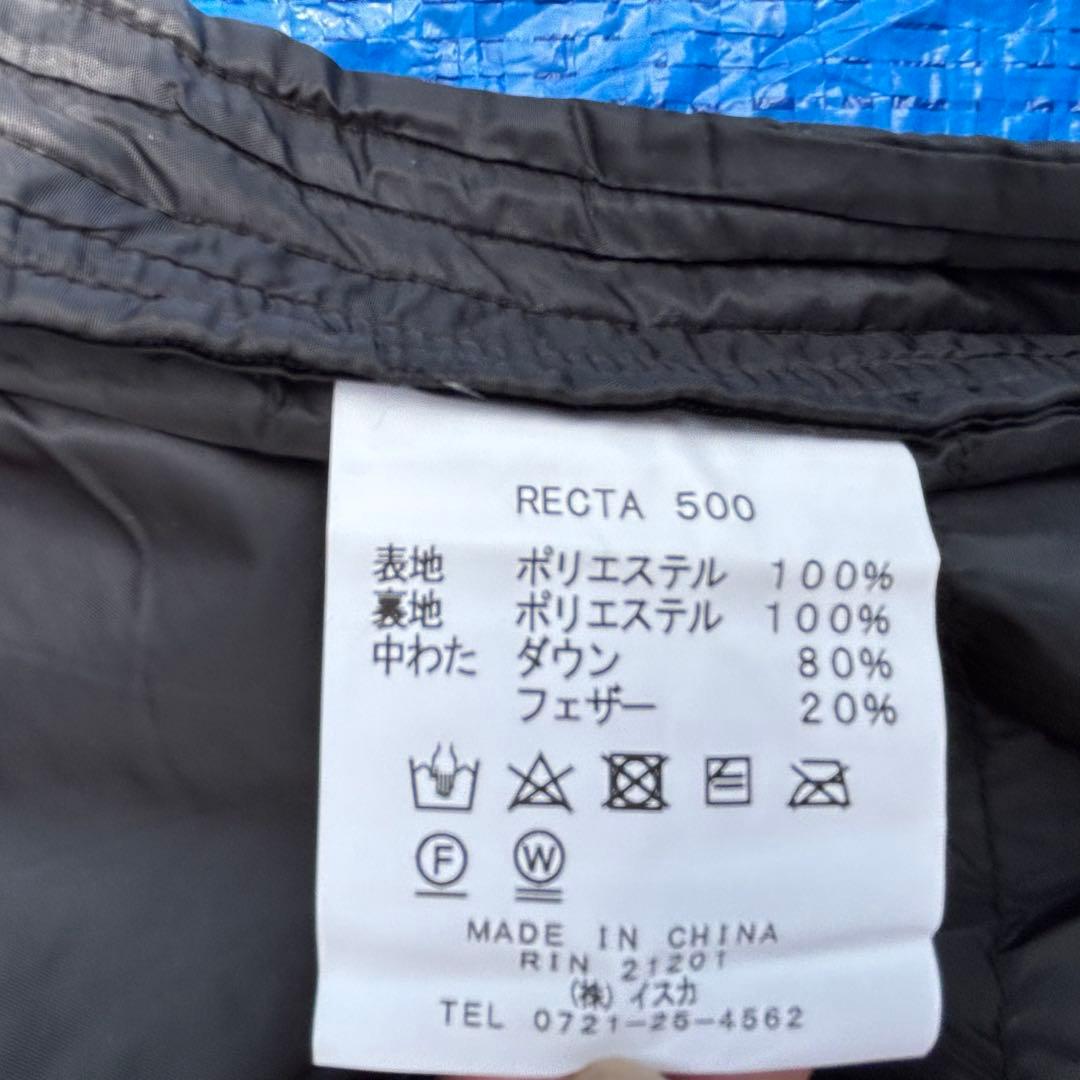 RECTA 500
表地 ポリエステル 100%
裏地 ポリエステル 100%
中わた ダウン 80%
フェザー 20%
F W
MADE IN CHINA
RIN 21201
(株) イスカ
TEL 0721-25-4562